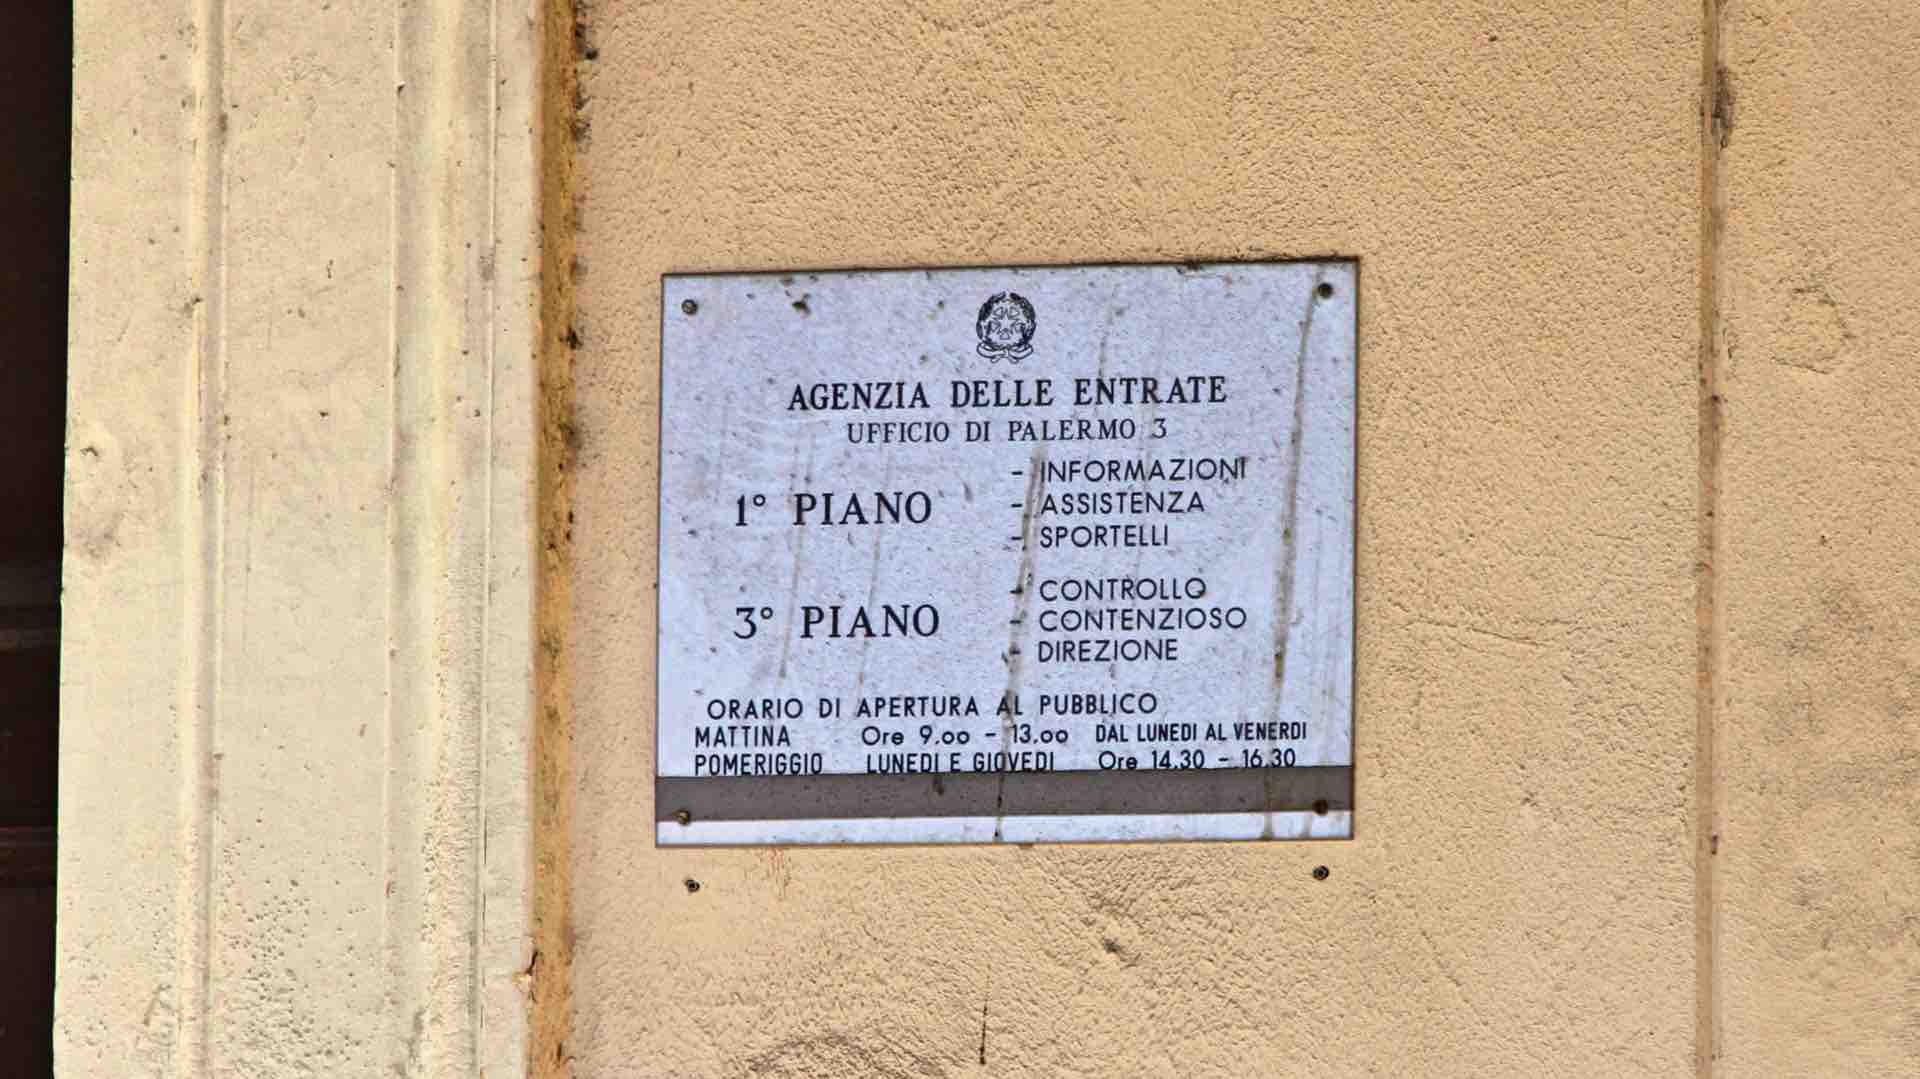 AGENZIA DELLE ENTRATE
UFFICIO DI PALERMO 3
1° PIANO
- INFORMAZIONI
- ASSISTENZA
- SPORTELLI
3° PIANO
- CONTROLLO
- CONTENZIOSO
- DIREZIONE
ORARIO DI APERTURA AL PUBBLICO
MATTINA Ore 9.00 - 13.00 DAL LUNEDI AL VENERDI
POMERIGGIO LUNEDI E GIOVEDI Ore 14.30 - 16.30